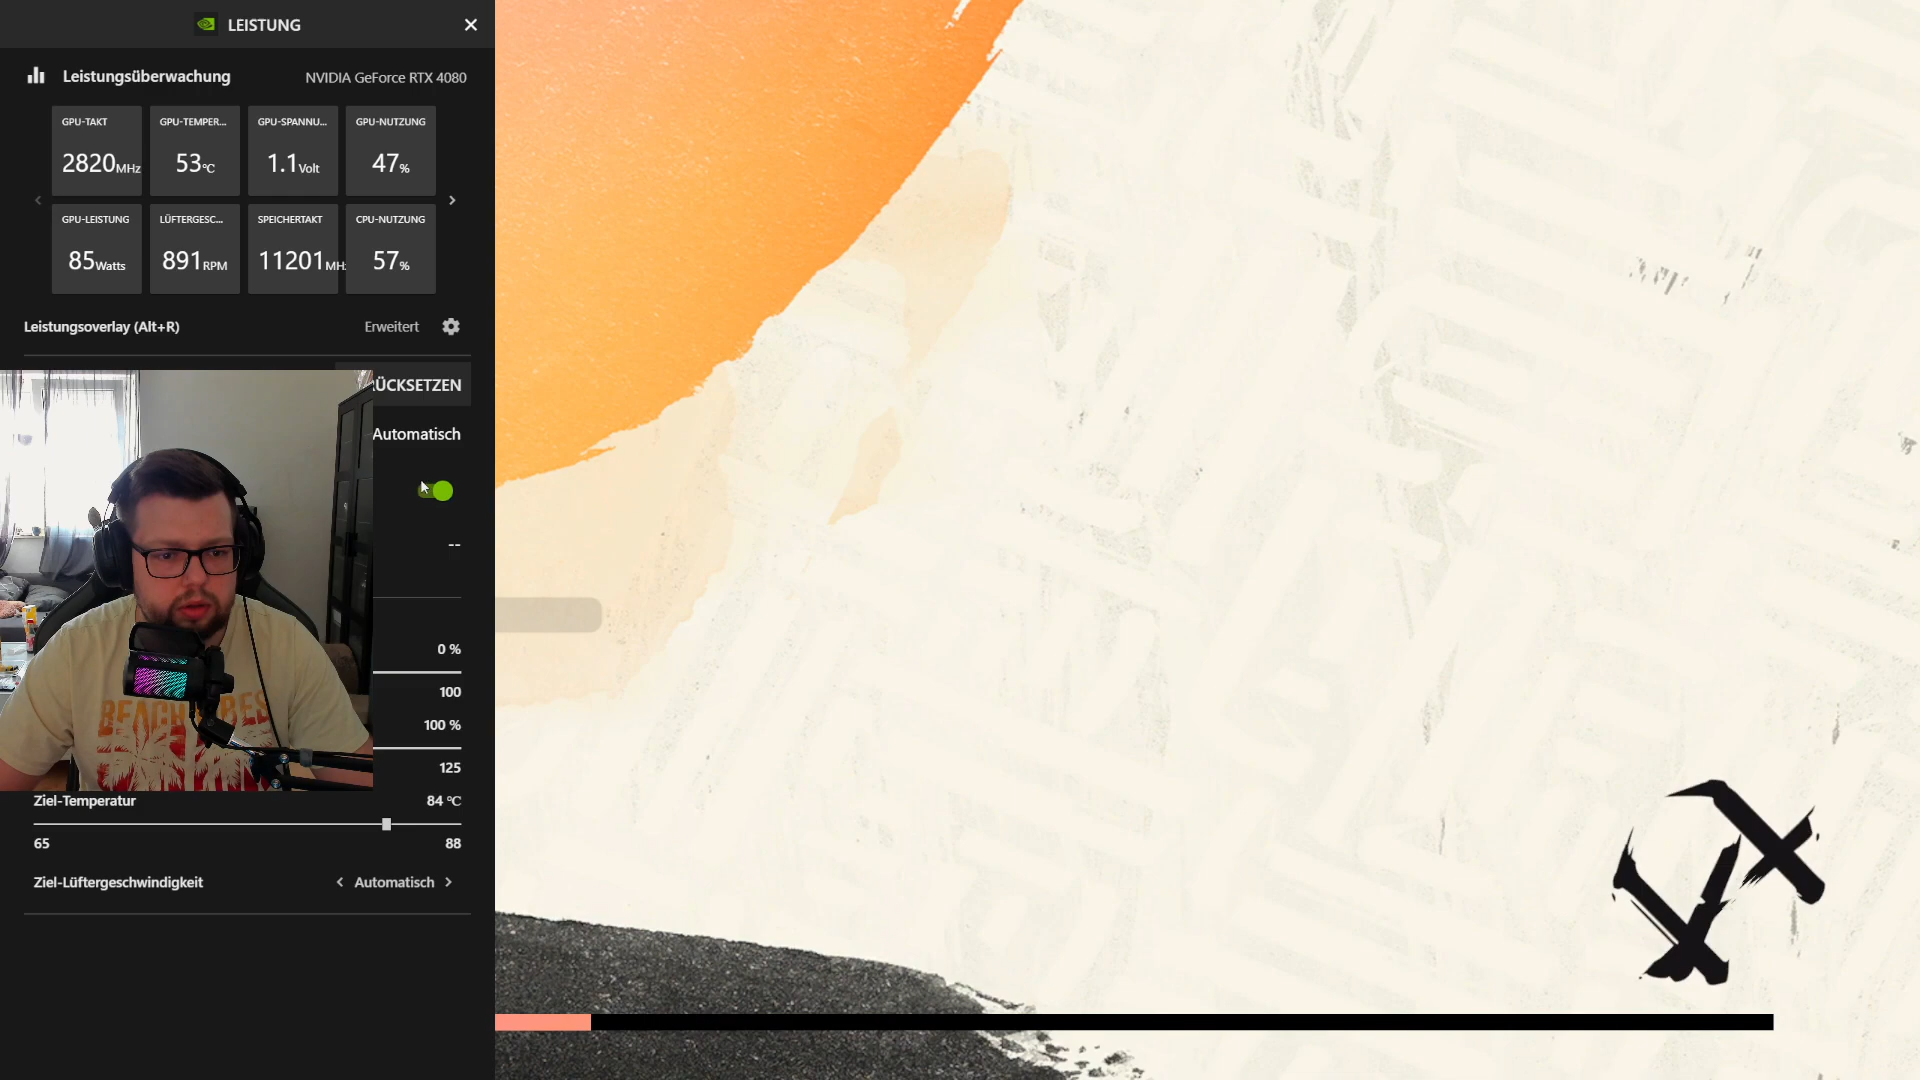 LEISTUNG
Leistungsüberwachung
NVIDIA GeForce RTX 4080
GPU-TAKT
GPU-TEMPER...
GPU-SPANNU...
GPU-NUTZUNG
2820MHz
53°C
1.1Volt
47%
GPU-LEISTUNG
LÜFTERGESC...
SPEICHERTAKT
CPU-NUTZUNG
85Watts
891RPM
11201MH
57%
Leistungsoverlay (Alt+R)
Erweitert
ÜCKSETZEN
Automatisch
--
0 %
100
100 %
125
BEACH
Ziel-Temperatur
84 °C
65
88
Ziel-Lüftergeschwindigkeit
< Automatisch >